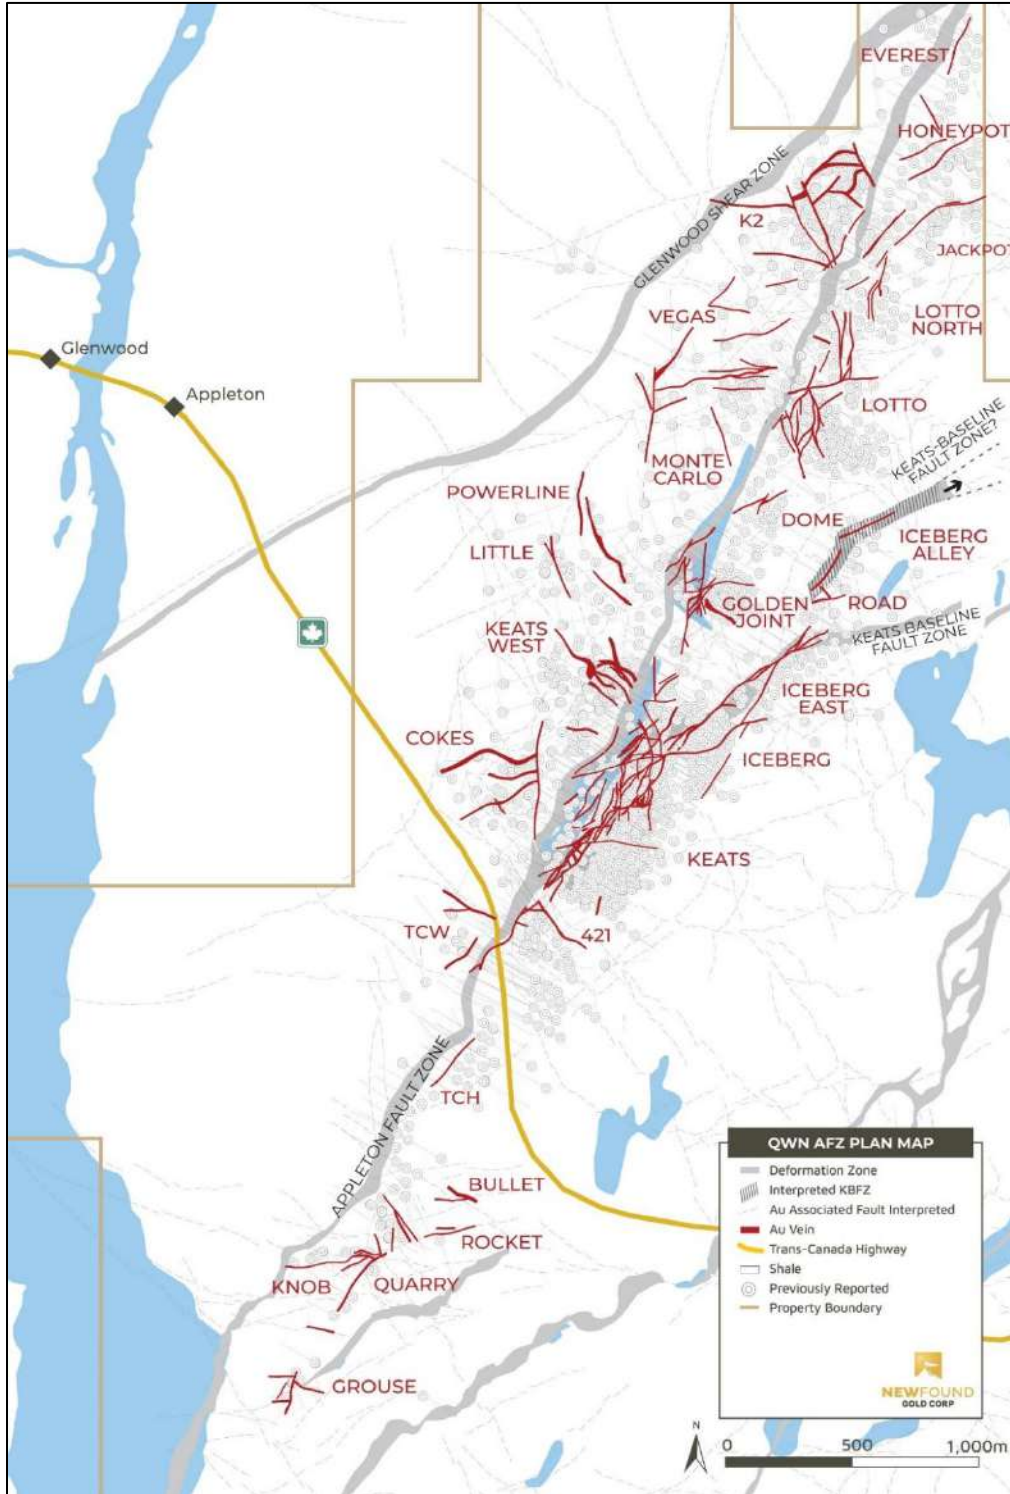 EVEREST
HONEYPOT
GLENWOOD SHEAR ZONE
K2
JACKPOT
VEGAS
LOTTO
NORTH
Glenwood
Appleton
LOTTO
KEATS-BASELINE
FAULT ZONE?
MONTE
CARLO
POWERLINE
DOME
ICEBERG
ALLEY
LITTLE
GOLDEN
JOINT
ROAD
KEATS BASELINE
FAULT ZONE
KEATS
WEST
ICEBERG
EAST
COKES
ICEBERG
KEATS
TCW
421
APPLETON FAULT ZONE
TCH
BULLET
ROCKET
KNOB
QUARRY
GROUSE
QWN AFZ PLAN MAP
Deformation Zone
Interpreted KBFZ
Au Associated Fault Interpreted
Au Vein
Trans-Canada Highway
Shale
Previously Reported
Property Boundary
NEWFOUND
GOLD CORP
N
0 500 1,000m